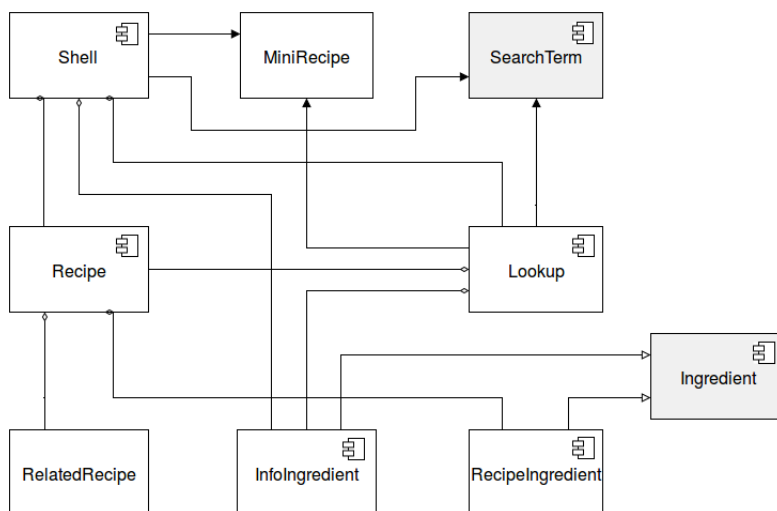 Shell
MiniRecipe
SearchTerm
Recipe
Lookup
Ingredient
RelatedRecipe
InfoIngredient
RecipeIngredient